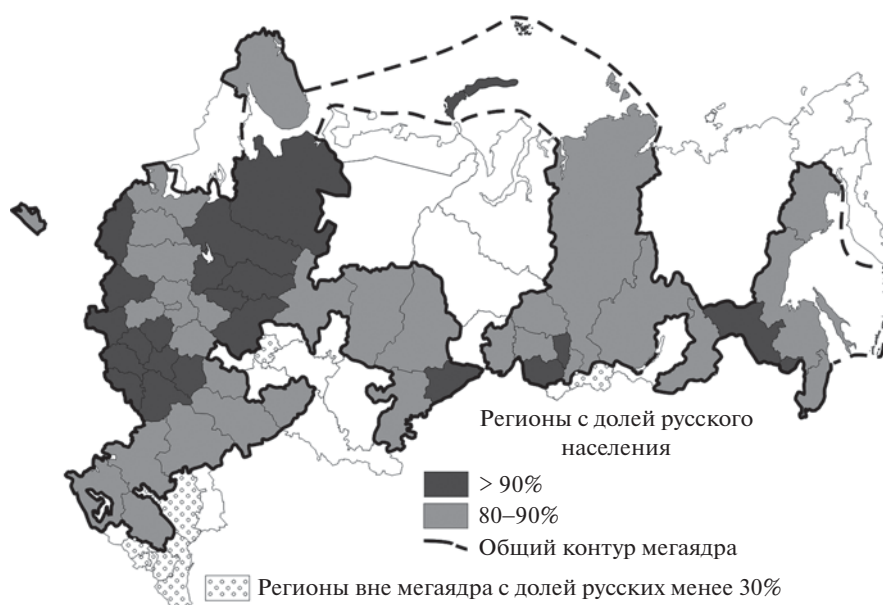 Регионы с долей русского
населения
> 90%
80–90%
Общий контур мегаядра
Регионы вне мегаядра с долей русских менее 30%